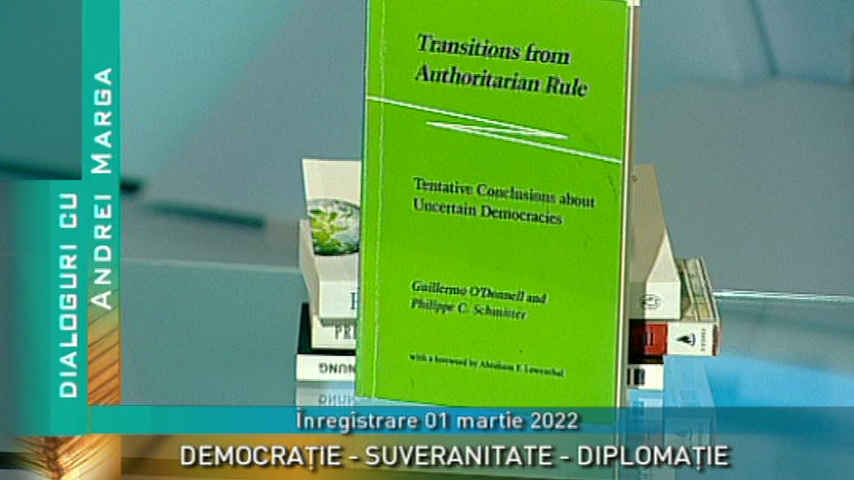 DIALOGURI CU
ANDREI MARGA
Transitions from
Authoritarian Rule
Tentative Conclusions about
Uncertain Democracies
Guillermo O'Donnell and
Philippe C. Schmitter
with a foreword by Abraham F. Lowenthal
Înregistrare 01 martie 2022
DEMOCRAȚIE - SUVERANITATE - DIPLOMAȚIE